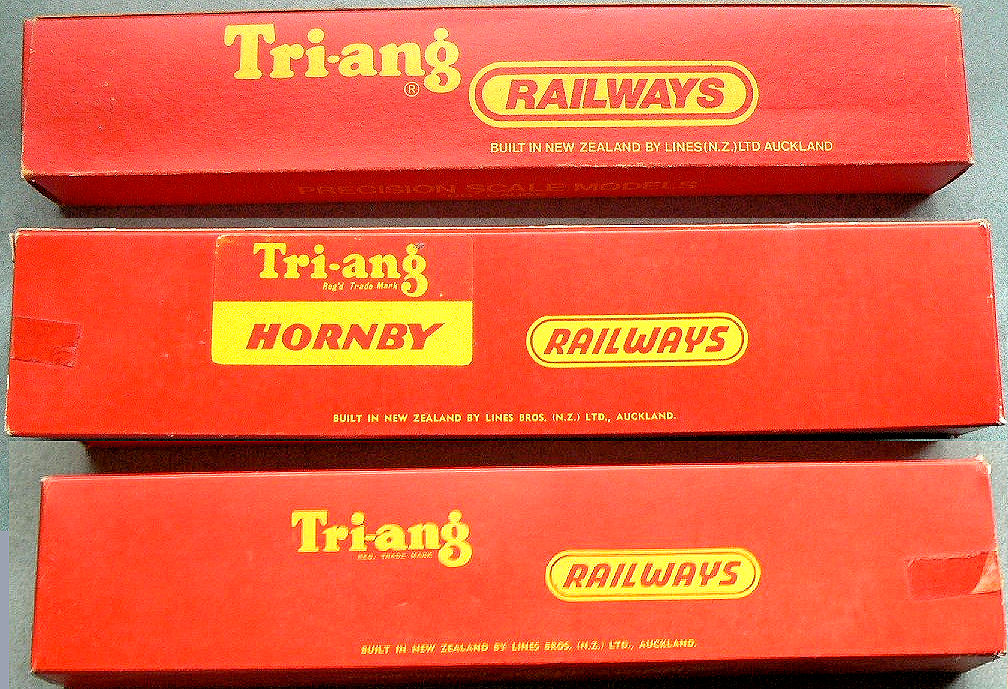 Tri-ang
®
RAILWAYS
BUILT IN NEW ZEALAND BY LINES (N.Z.) LTD AUCKLAND
PRECISION SCALE MODELS
Tri-ang
Reg'd Trade Mark
HORNBY
RAILWAYS
BUILT IN NEW ZEALAND BY LINES BROS. (N.Z.) LTD., AUCKLAND.
Tri-ang
REG. TRADE MARK
RAILWAYS
BUILT IN NEW ZEALAND BY LINES BROS. (N.Z.) LTD., AUCKLAND.